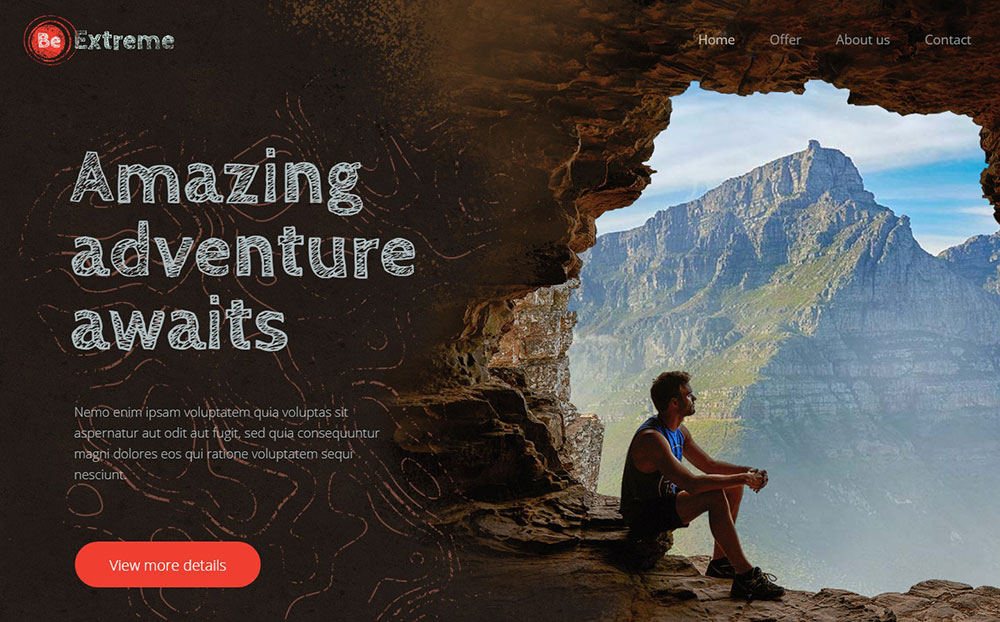 Be Extreme
Home Offer About us Contact
Amazing
adventure
awaits
Nemo enim ipsam voluptatem quia voluptas sit
aspernatur aut odit aut fugit, sed quia consequuntur
magni dolores eos qui ratione voluptatem sequi
nesciunt.
View more details